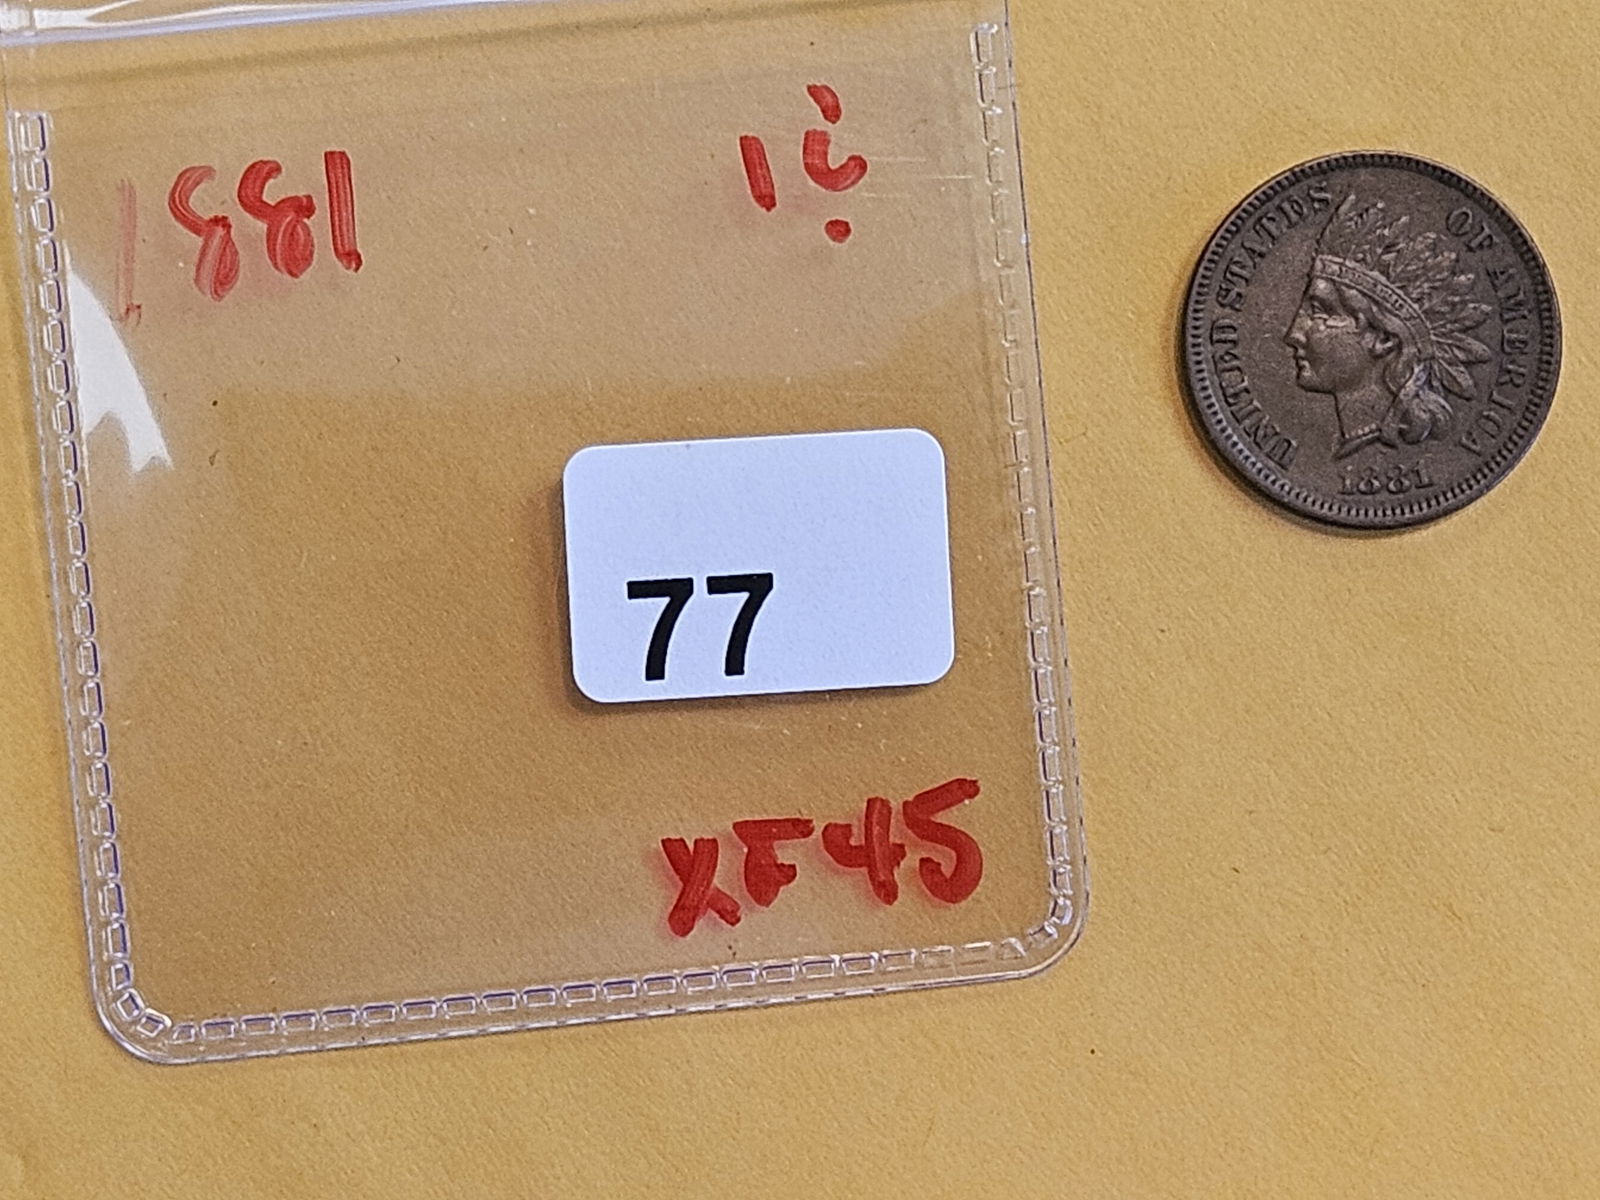 1881 1¢
77
XF45
UNITED STATES OF AMERICA
1881